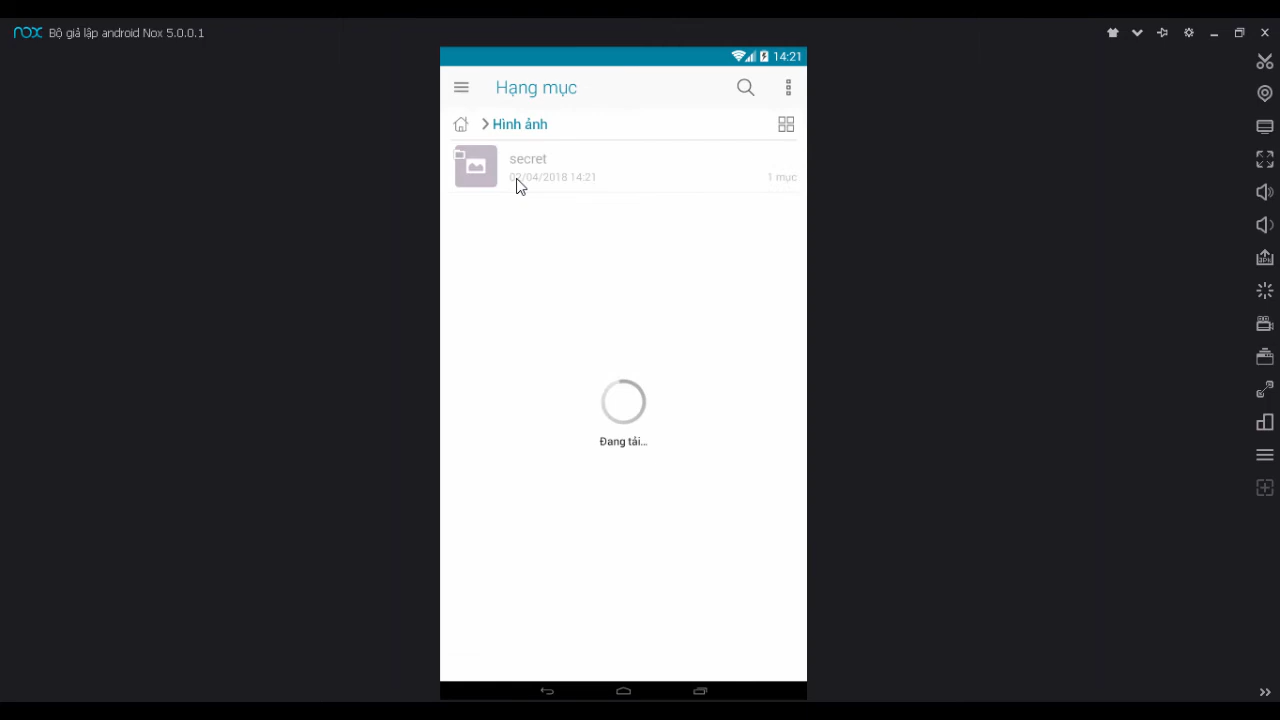 nox Bộ giả lập android Nox 5.0.0.1
14:21
Hạng mục
Hình ảnh
secret
02/04/2018 14:21
1 mục
Đang tải...